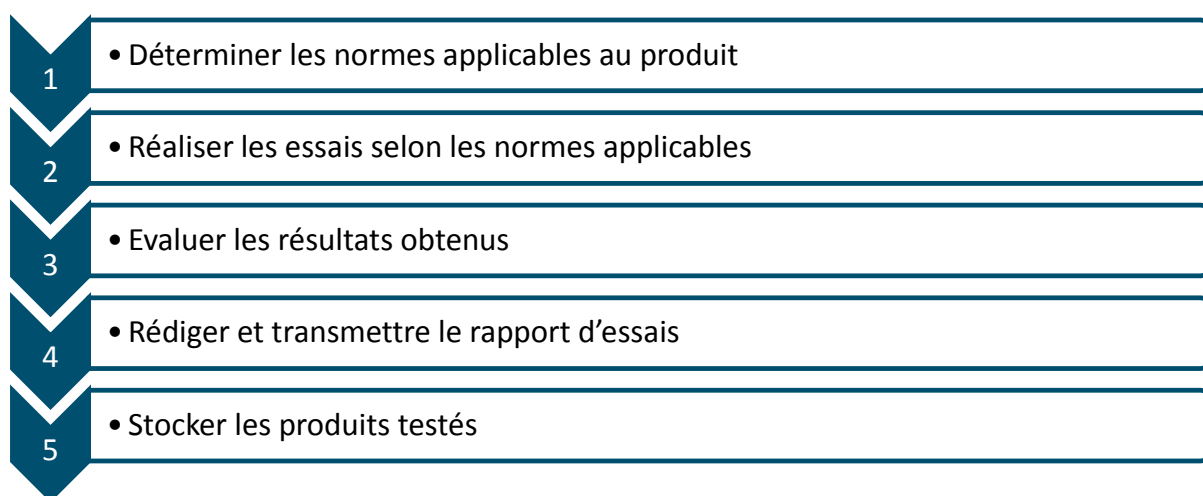 1
• Déterminer les normes applicables au produit
2
• Réaliser les essais selon les normes applicables
3
• Evaluer les résultats obtenus
4
• Rédiger et transmettre le rapport d’essais
5
• Stocker les produits testés